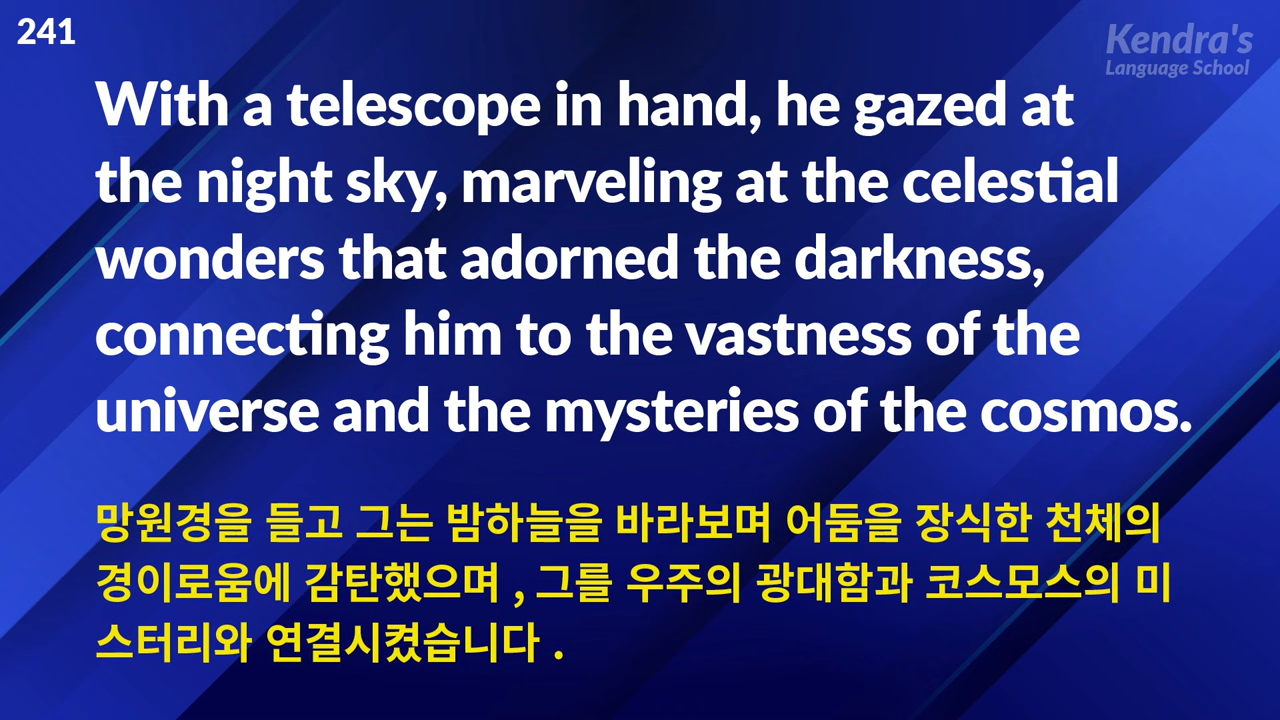 241
Kendra's
Language School
With a telescope in hand, he gazed at
the night sky, marveling at the celestial
wonders that adorned the darkness,
connecting him to the vastness of the
universe and the mysteries of the cosmos.
망원경을 들고 그는 밤하늘을 바라보며 어둠을 장식한 천체의
경이로움에 감탄했으며 , 그를 우주의 광대함과 코스모스의 미
스터리와 연결시켰습니다 .